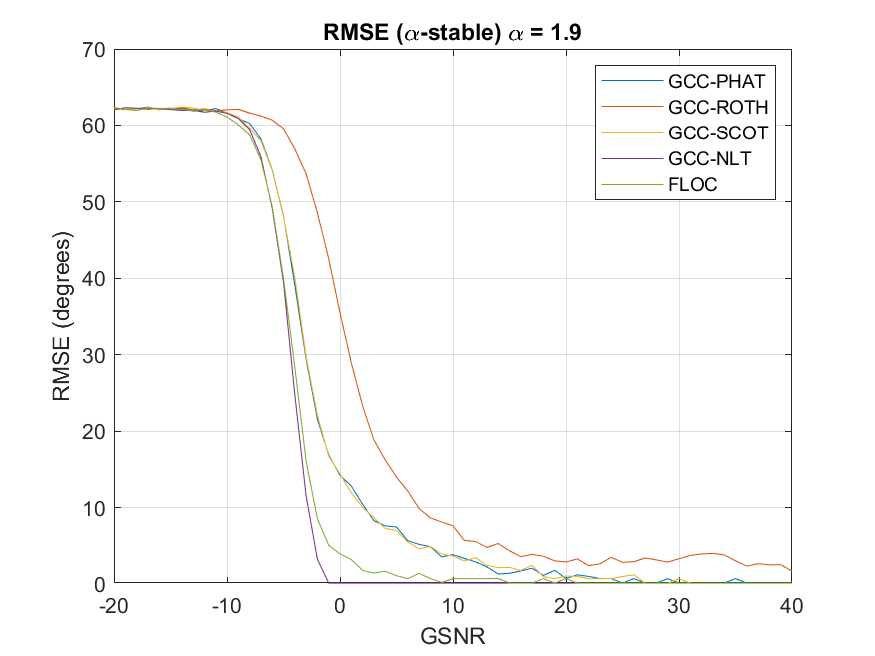 RMSE (α-stable) α = 1.9
70
60
50
40
30
20
10
0
RMSE (degrees)
GCC-PHAT
GCC-ROTH
GCC-SCOT
GCC-NLT
FLOC
-20
-10
0
10
20
30
40
GSNR